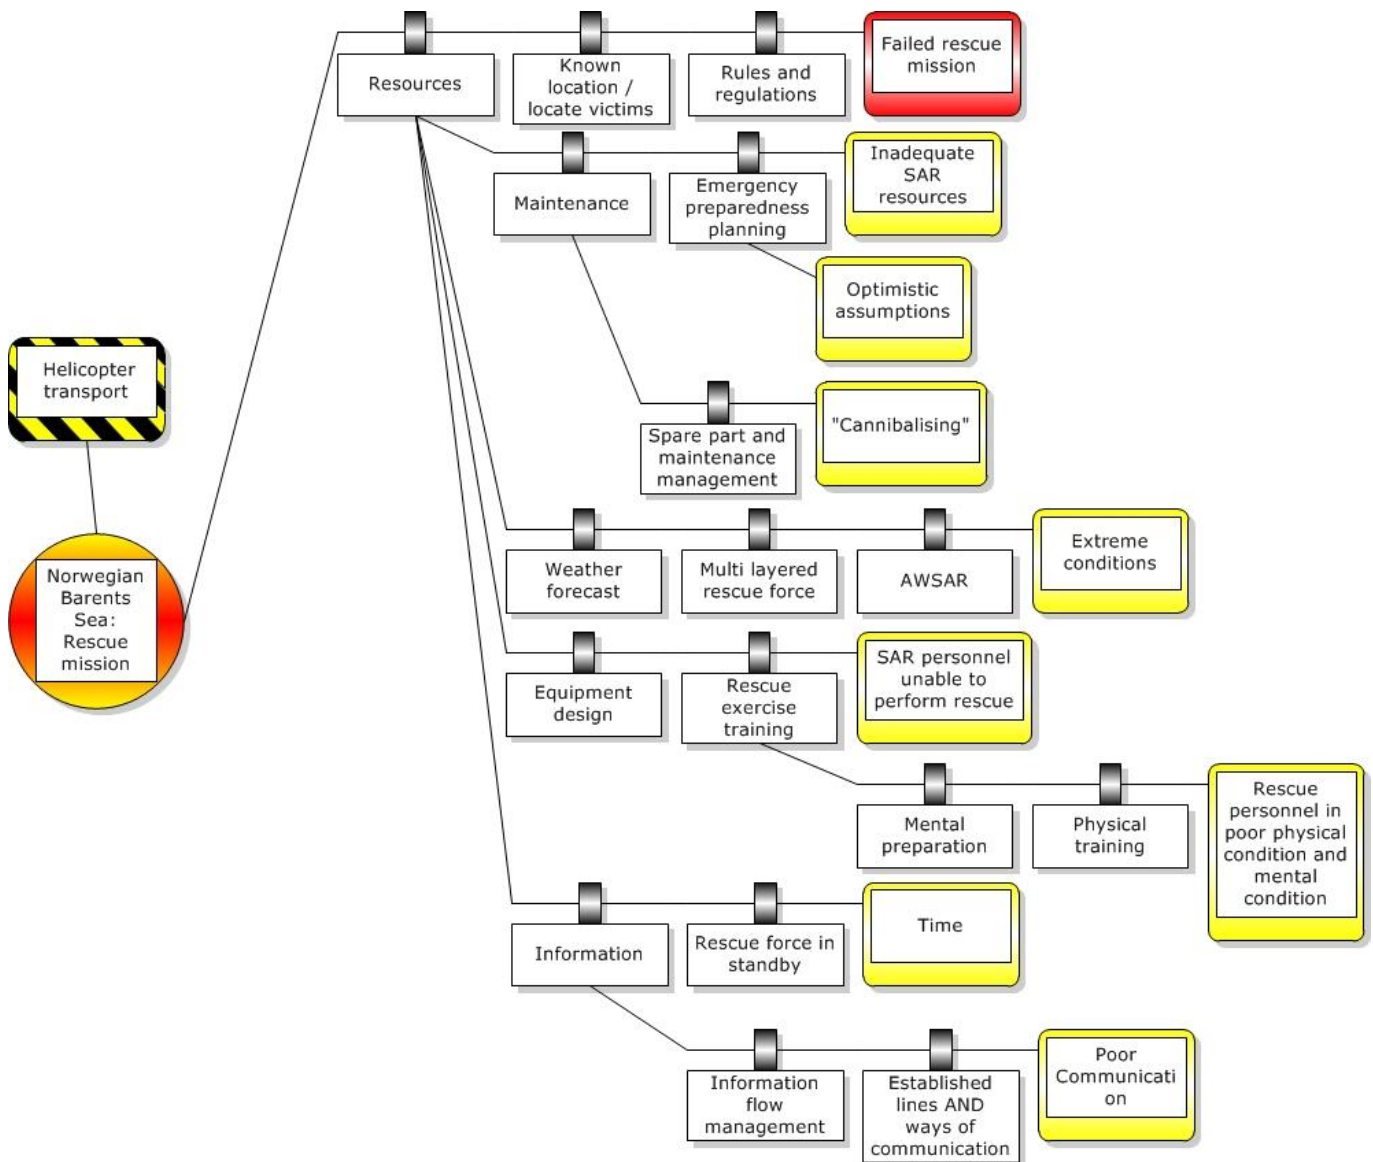 Resources
Known
location /
locate victims
Rules and
regulations
Failed rescue
mission
Maintenance
Emergency
preparedness
planning
Inadequate
SAR
resources
Optimistic
assumptions
Helicopter
transport
Spare part and
maintenance
management
"Cannibalising"
Norwegian
Barents
Sea:
Rescue
mission
Weather
forecast
Multi layered
rescue force
AWSAR
Extreme
conditions
Equipment
design
Rescue
exercise
training
SAR personnel
unable to
perform rescue
Mental
preparation
Physical
training
Rescue
personnel in
poor physical
condition and
mental
condition
Information
Rescue force in
standby
Time
Information
flow
management
Established
lines AND
ways of
communication
Poor
Communicati
on